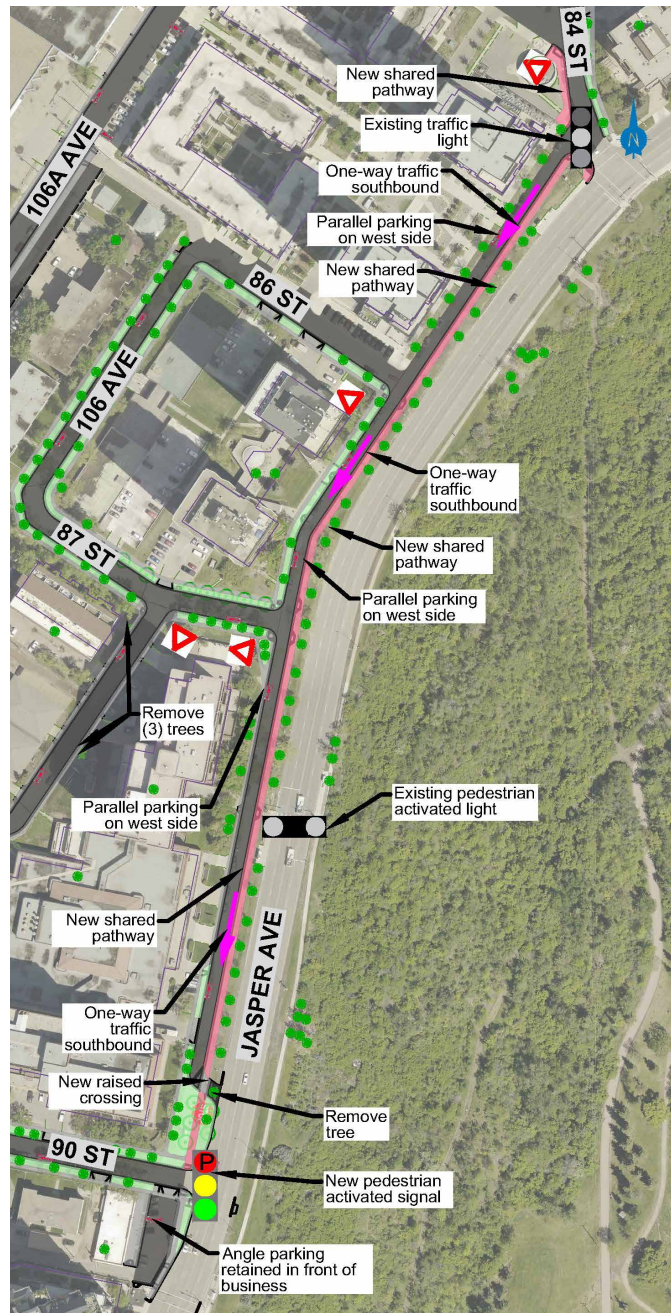 84 ST
New shared
pathway
Existing traffic
light
N
106A AVE
One-way traffic
southbound
Parallel parking
on west side
New shared
pathway
86 ST
106 AVE
One-way
traffic
southbound
87 ST
New shared
pathway
Parallel parking
on west side
Remove
(3) trees
Parallel parking
on west side
Existing pedestrian
activated light
New shared
pathway
JASPER AVE
One-way
traffic
southbound
New raised
crossing
Remove
tree
90 ST
P
New pedestrian
activated signal
Angle parking
retained in front of
business